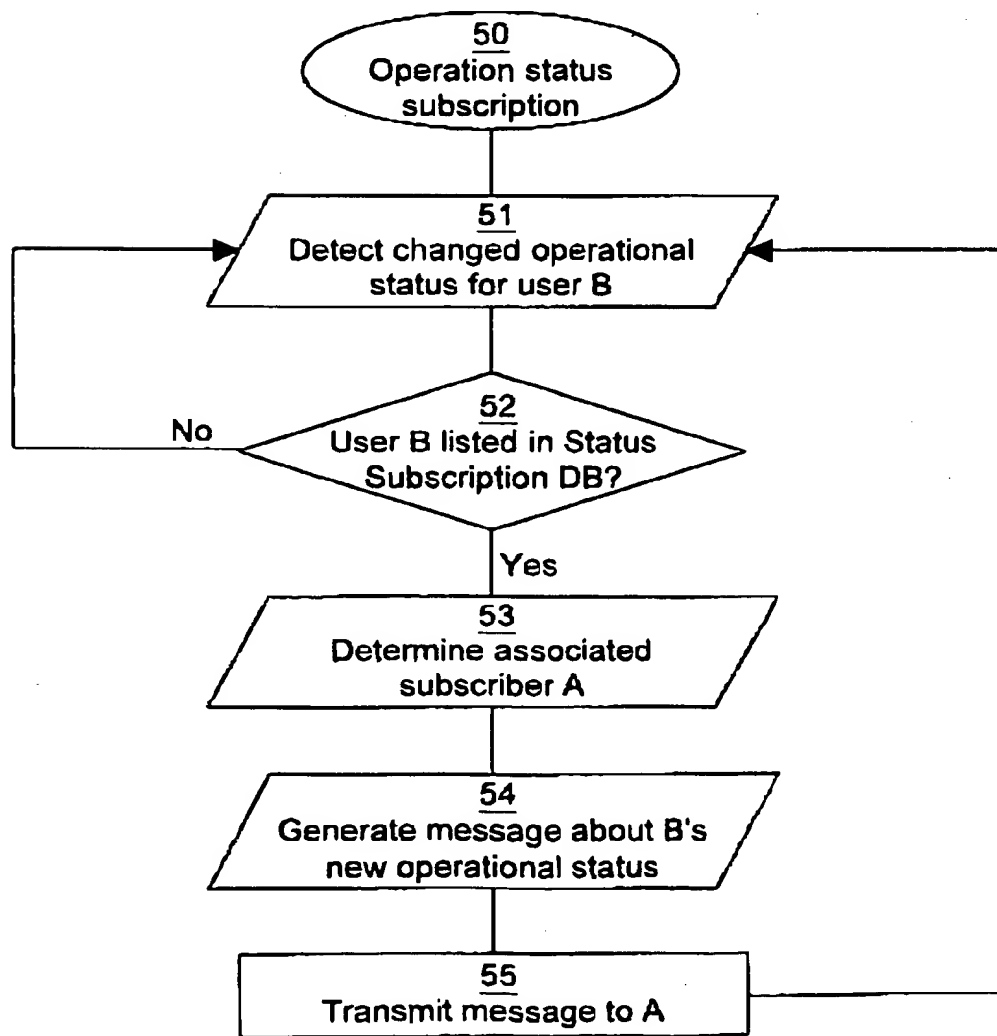 50
Operation status
subscription
51
Detect changed operational
status for user B
52
User B listed in Status
Subscription DB?
No
Yes
53
Determine associated
subscriber A
54
Generate message about B's
new operational status
55
Transmit message to A